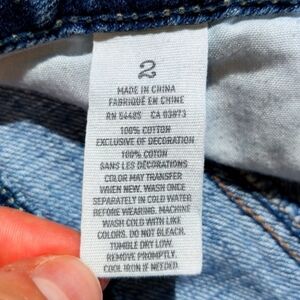 2
MADE IN CHINA
FABRIQUÉ EN CHINE
RN 54485 CA 03973
100% COTTON
EXCLUSIVE OF DECORATION
100% COTON
SANS LES DÉCORATIONS
COLOR MAY TRANSFER
WHEN NEW. WASH ONCE
SEPARATELY IN COLD WATER
BEFORE WEARING. MACHINE
WASH COLD WITH LIKE
COLORS. DO NOT BLEACH.
TUMBLE DRY LOW.
REMOVE PROMPTLY.
COOL IRON IF NEEDED.